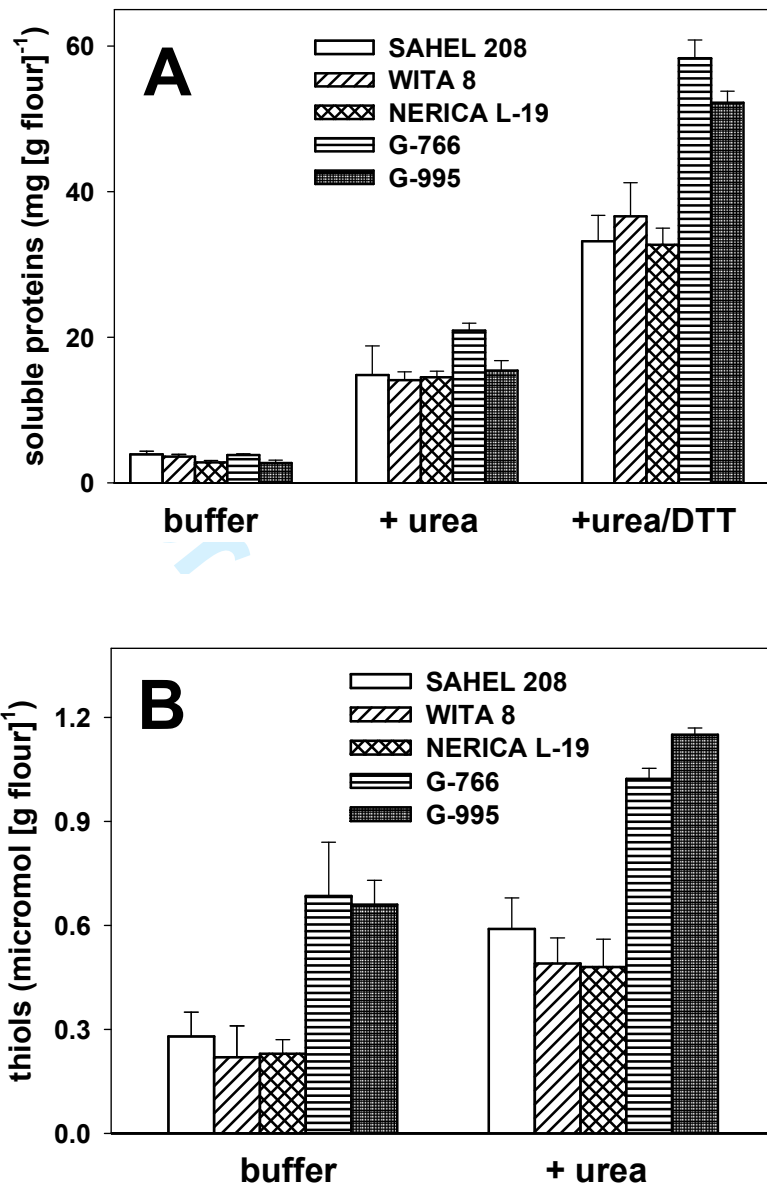 A
SAHEL 208
WITA 8
NERICA L-19
G-766
G-995
soluble proteins (mg [g flour]⁻¹)
60
40
20
0
buffer + urea +urea/DTT
B
SAHEL 208
WITA 8
NERICA L-19
G-766
G-995
thiols (micromol [g flour]¹)
1.2
0.9
0.6
0.3
0.0
buffer + urea